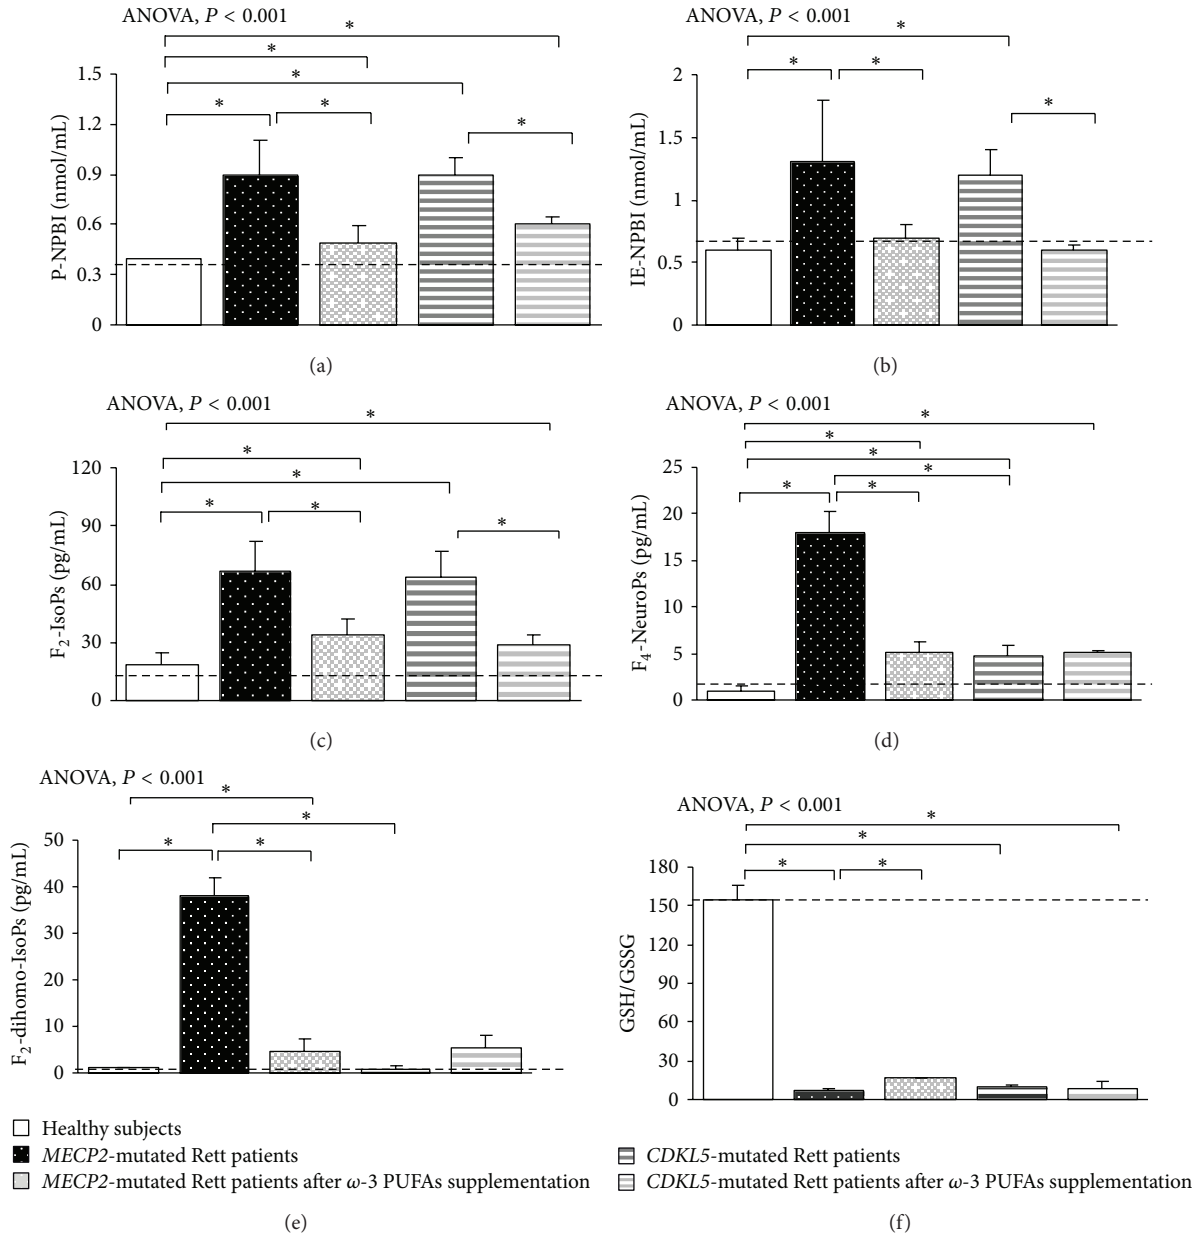 ANOVA, P < 0.001
*
*
*
*
*
*
P-NPBI (nmol/mL)
1.5
1.2
0.9
0.6
0.3
0
(a)
ANOVA, P < 0.001
*
*
*
*
IE-NPBI (nmol/mL)
2
1.5
1
0.5
0
(b)
ANOVA, P < 0.001
*
*
*
*
*
*
F2-IsoPs (pg/mL)
120
90
60
30
0
(c)
ANOVA, P < 0.001
*
*
*
*
*
*
F4-NeuroPs (pg/mL)
25
20
15
10
5
0
(d)
ANOVA, P < 0.001
*
*
*
*
F2-dihomo-IsoPs (pg/mL)
50
40
30
20
10
0
ANOVA, P < 0.001
*
*
*
*
GSH/GSSG
180
150
120
90
60
30
0
Healthy subjects
MECP2-mutated Rett patients
MECP2-mutated Rett patients after ω-3 PUFAs supplementation
(e)
CDKL5-mutated Rett patients
CDKL5-mutated Rett patients after ω-3 PUFAs supplementation
(f)